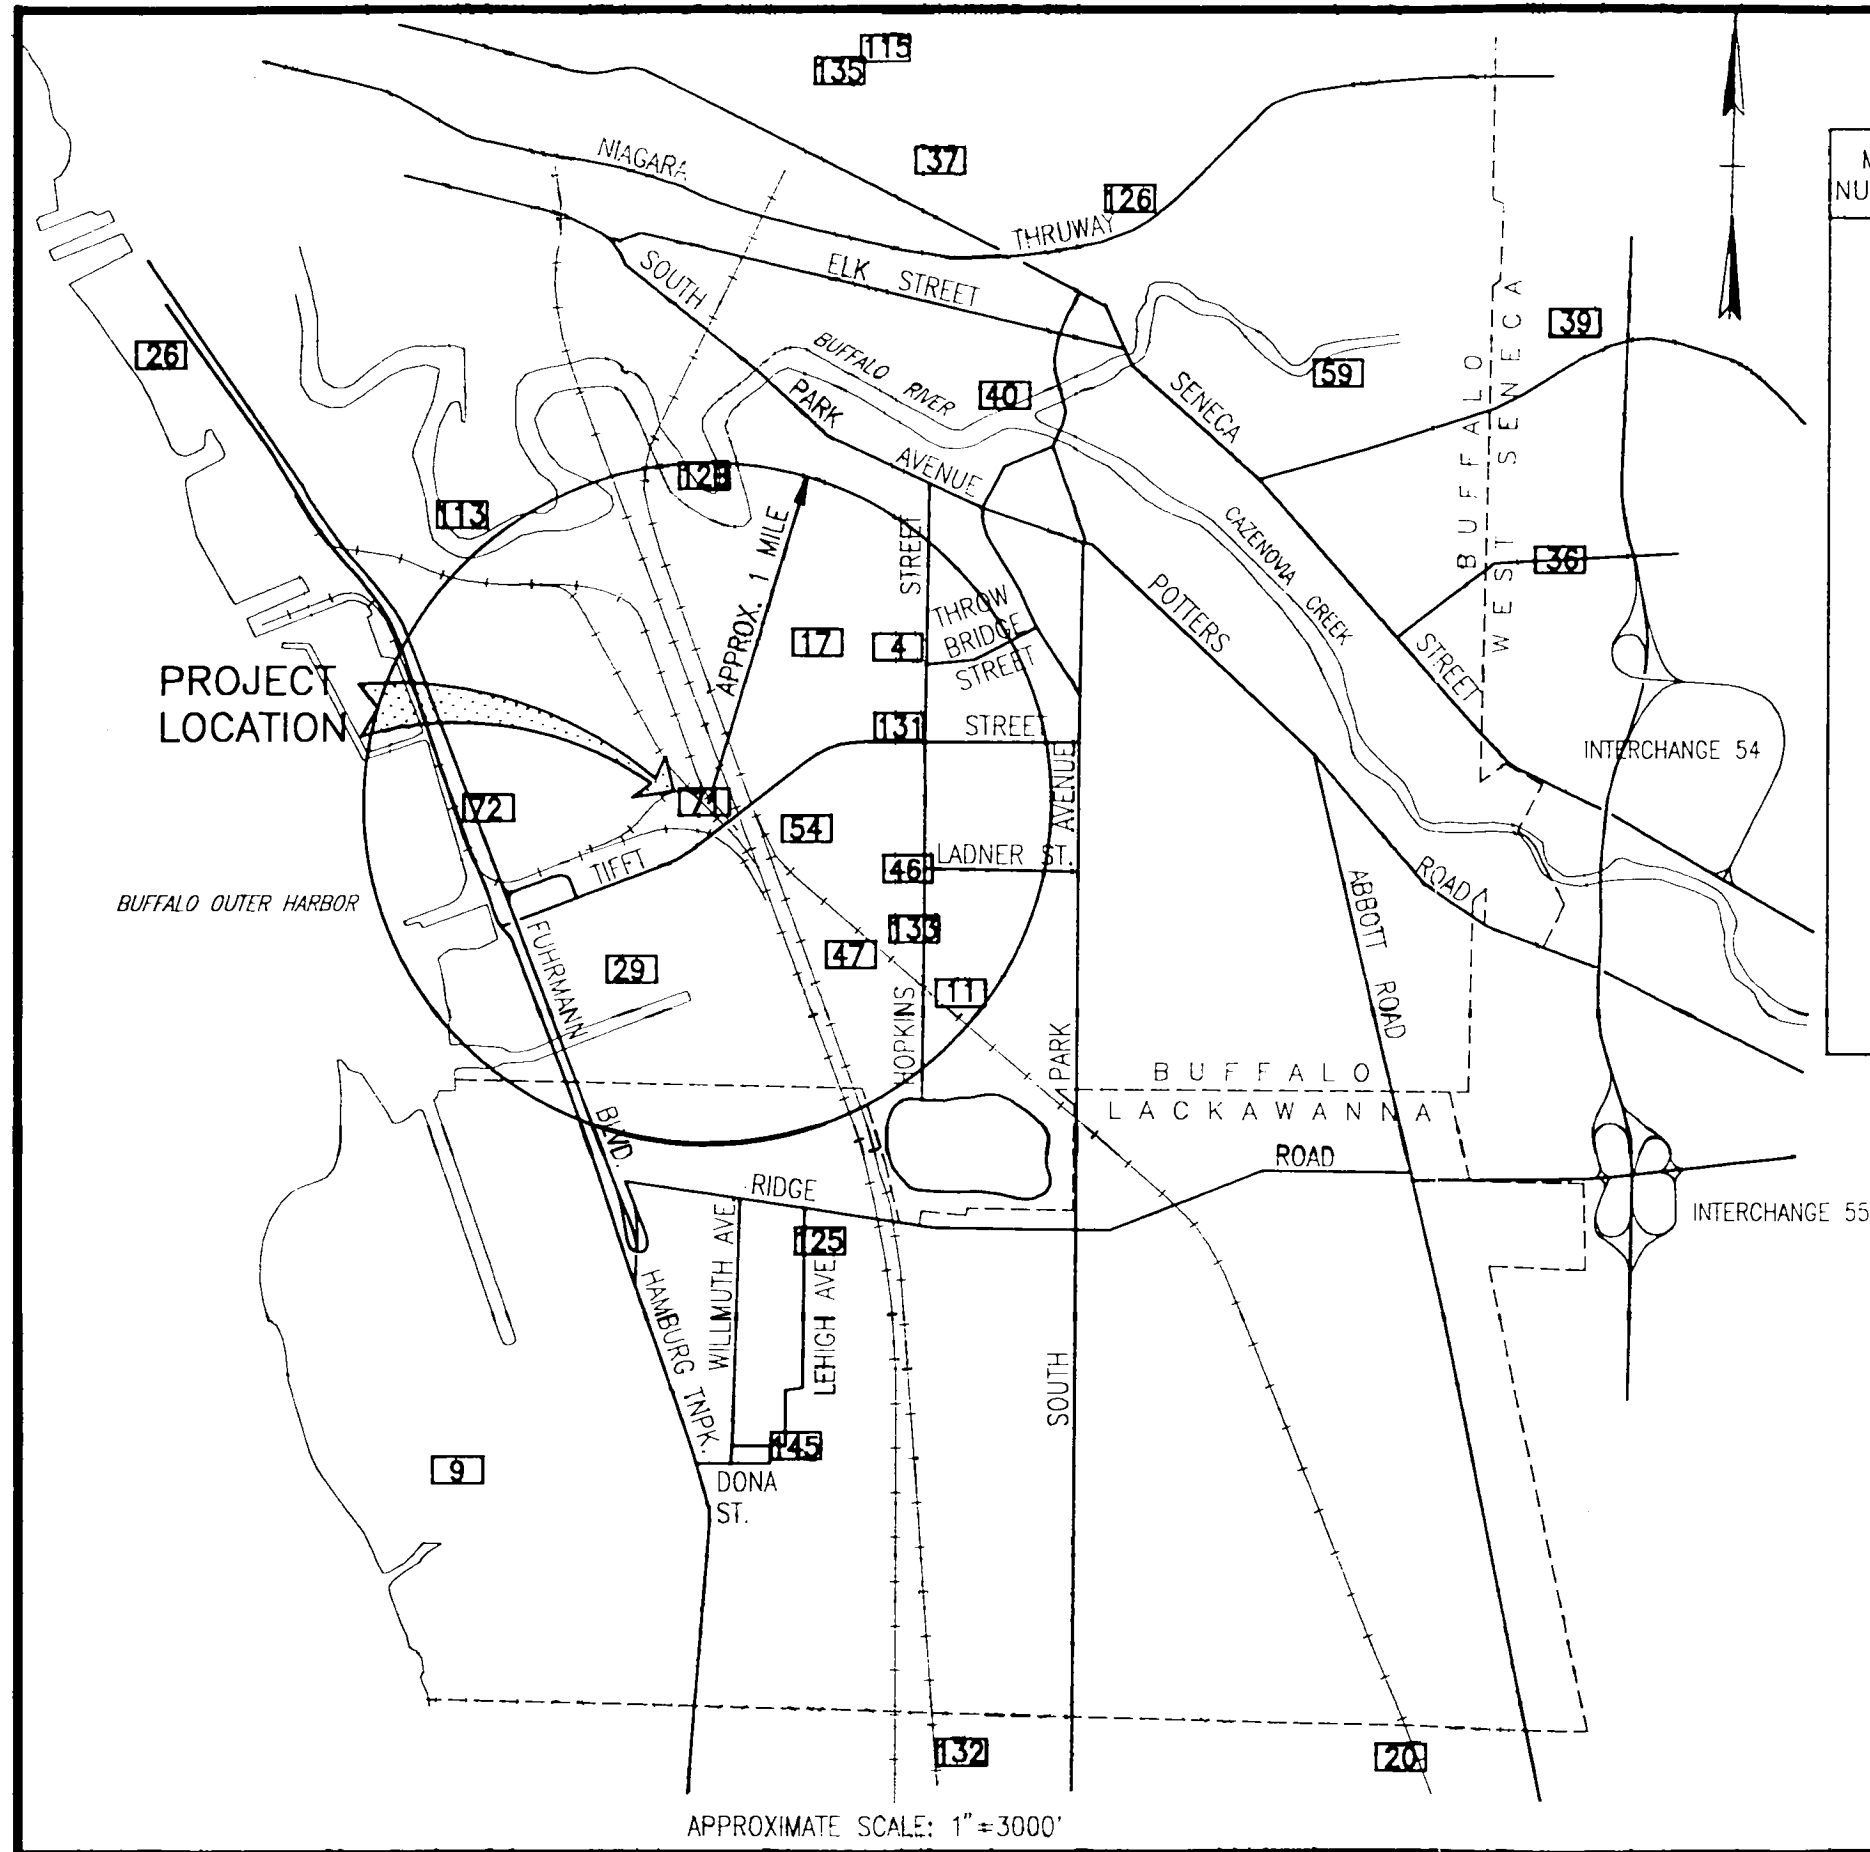 115
135
NIAGARA
37
126
THRUWAY
NU
SOUTH
ELK STREET
26
BUFFALO RIVER
39
PARK
40
SENECA
59
BUFFALO
WEST SENECA
AVENUE
113
CAZENOVIA CREEK
36
APPROX. 1 MILE
STREET
THROW
BRIDGE
STREET
POTTERS
17
4
STREET
PROJECT
LOCATION
131
STREET
INTERCHANGE 54
72
71
54
AVENUE
46
LADNER ST.
TIFFT
ABBOTT ROAD
ROAD
BUFFALO OUTER HARBOR
133
FUHRMANN
29
47
11
HOPKINS
PARK
BUFFALO
LACKAWANNA
BLVD.
ROAD
RIDGE
INTERCHANGE 55
125
WILLMUTH AVE
LEHIGH AVE
HAMBURG TNPK.
SOUTH
145
9
DONA
ST.
132
20
APPROXIMATE SCALE: 1"=3000'